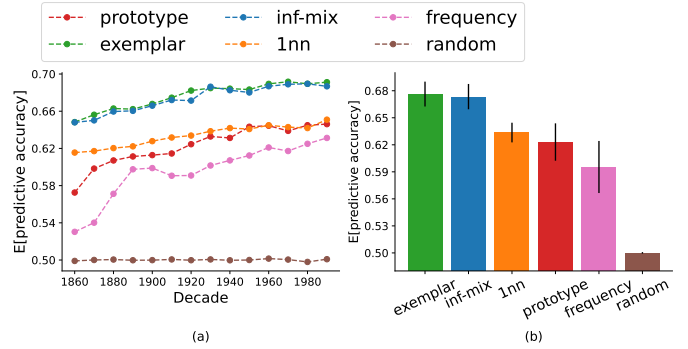 prototype inf-mix frequency
exemplar 1nn random
E[predictive accuracy]
0.70
0.66
0.62
0.58
0.54
0.50
1860 1880 1900 1920 1940 1960 1980
Decade
(a)
E[predictive accuracy]
0.68
0.65
0.62
0.59
0.56
0.53
0.50
exemplar inf-mix 1nn prototype frequency random
(b)